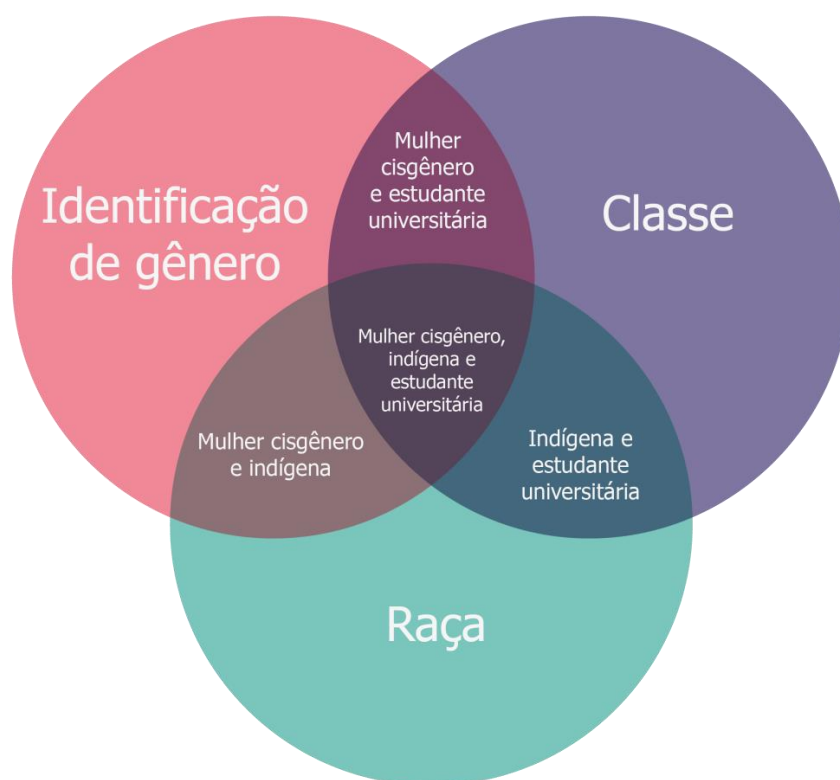 Mulher
cisgênero
e estudante
universitária
Identificação
de gênero
Classe
Mulher cisgênero,
indígena e
estudante
universitária
Mulher cisgênero
e indígena
Indígena e
estudante
universitária
Raça